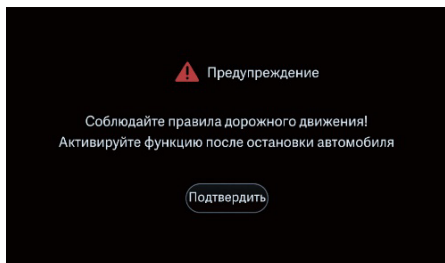 Предупреждение
Соблюдайте правила дорожного движения!
Активируйте функцию после остановки автомобиля
Подтвердить